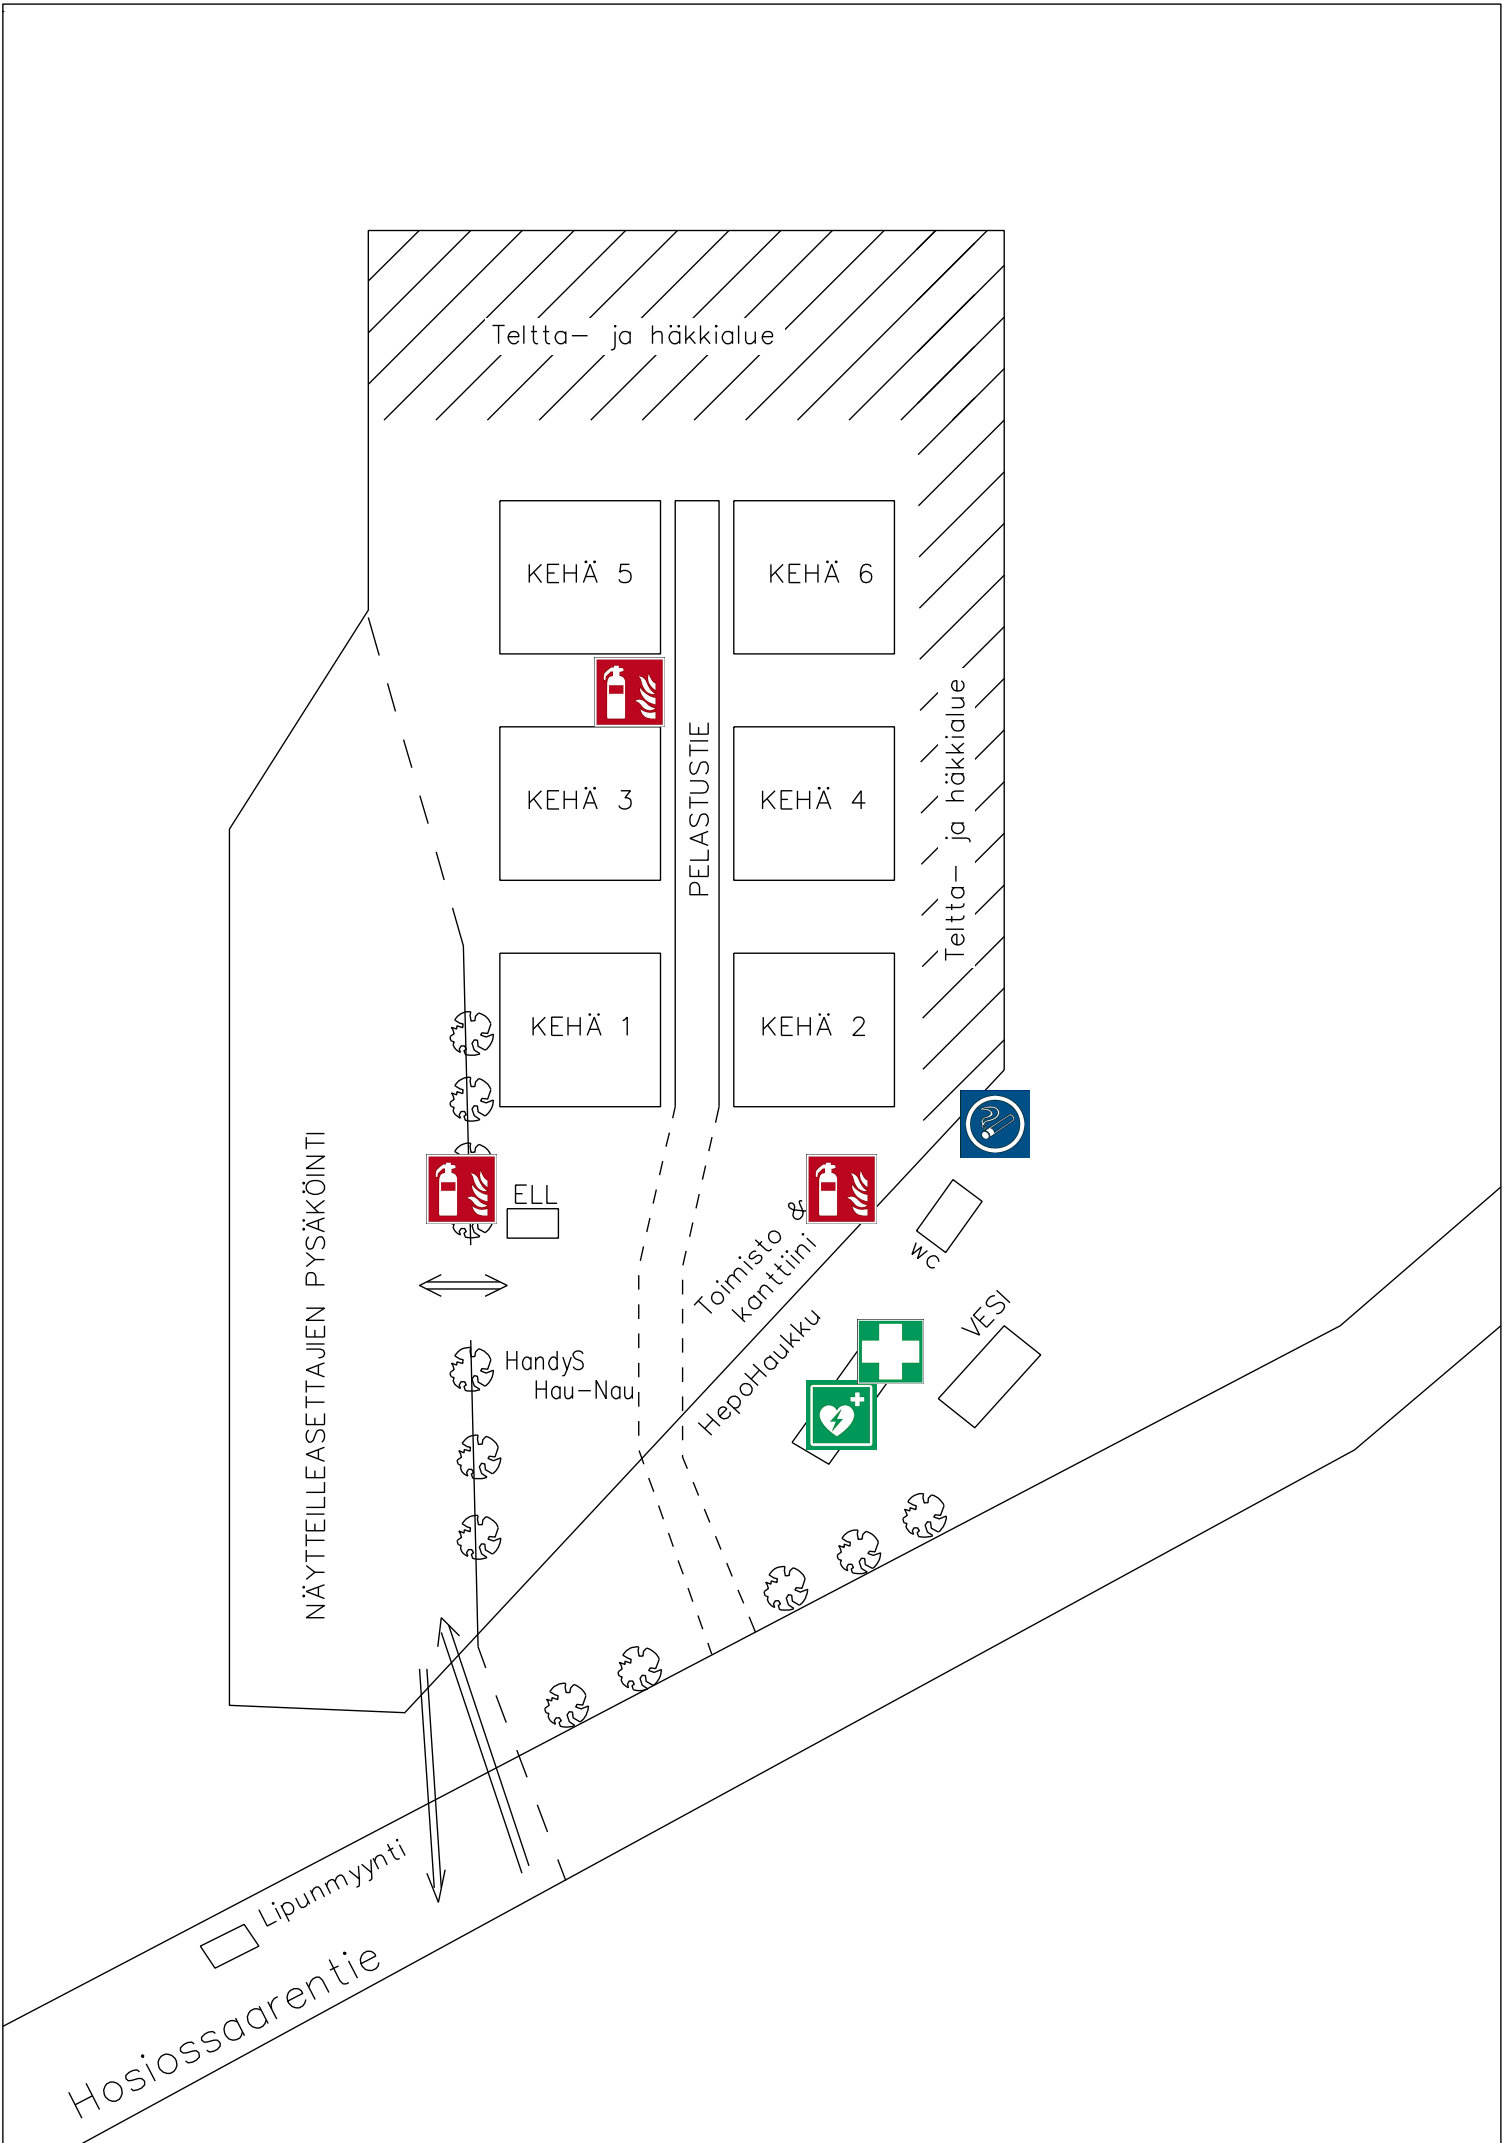 Teltta- ja häkkialue
KEHÄ 5
KEHÄ 6
Teltta- ja häkkialue
PELASTUSTIE
KEHÄ 3
KEHÄ 4
KEHÄ 1
KEHÄ 2
NÄYTTEILLEASETTAJIEN PYSÄKÖINTI
ELL
Toimisto &
kanttiini
WC
VESI
HepoHaukku
HandyS
Hau-Nau
Lipunmyynti
Hosiossaarentie